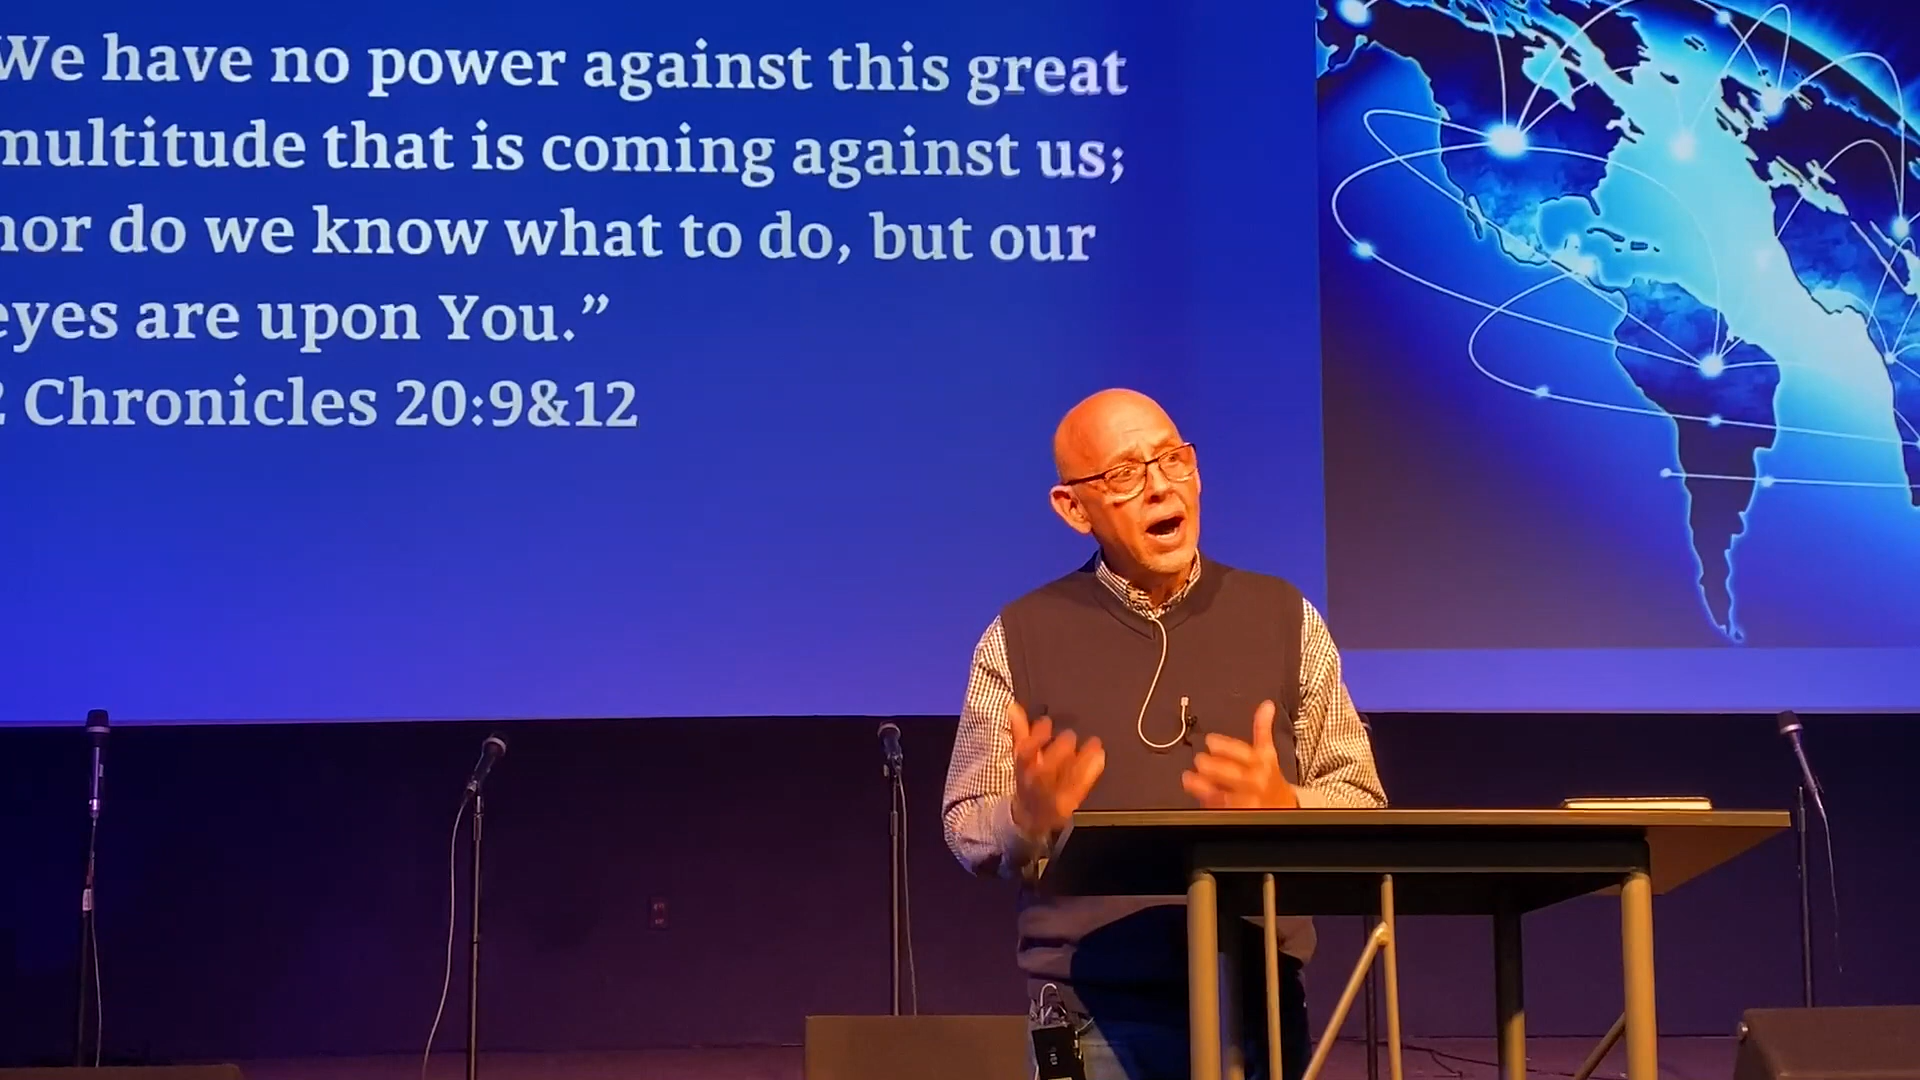 We have no power against this great
multitude that is coming against us;
nor do we know what to do, but our
eyes are upon You.”
2 Chronicles 20:9&12